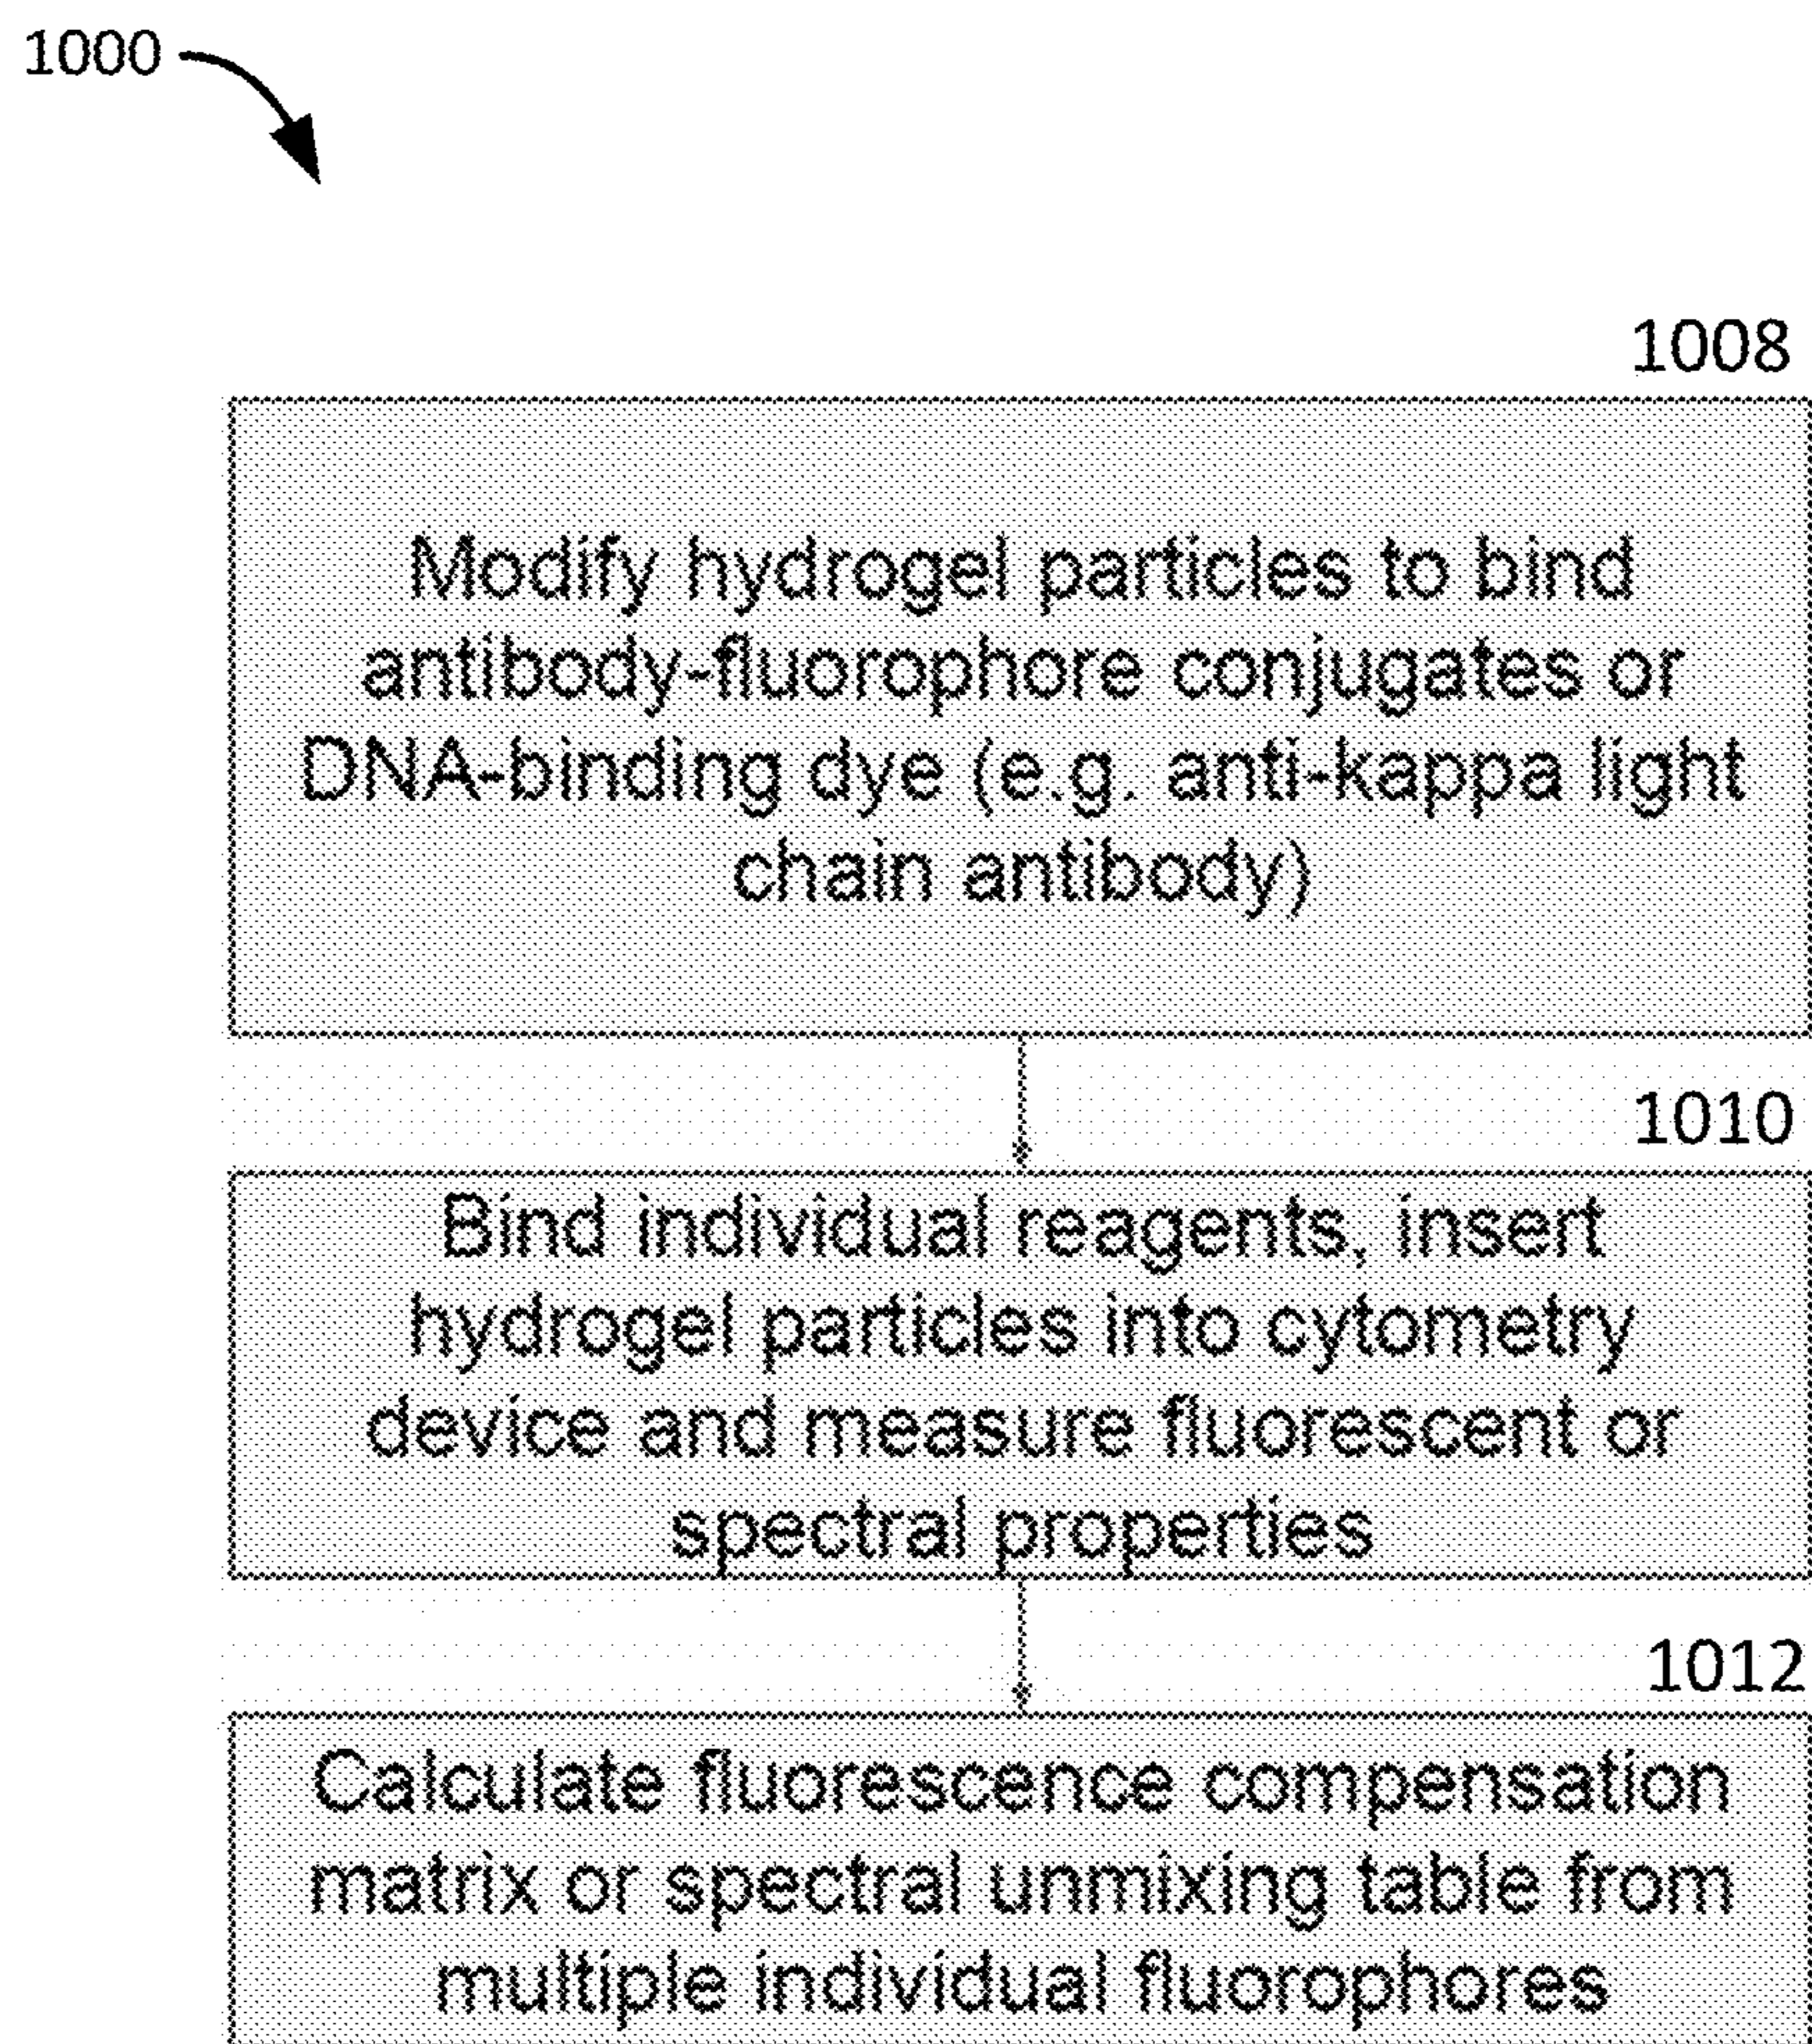 1000
1008
Modify hydrogel particles to bind
antibody-fluorophore conjugates or
DNA-binding dye (e.g. anti-kappa light
chain antibody)
1010
Bind individual reagents, insert
hydrogel particles into cytometry
device and measure fluorescent or
spectral properties
1012
Calculate fluorescence compensation
matrix or spectral unmixing table from
multiple individual fluorophores